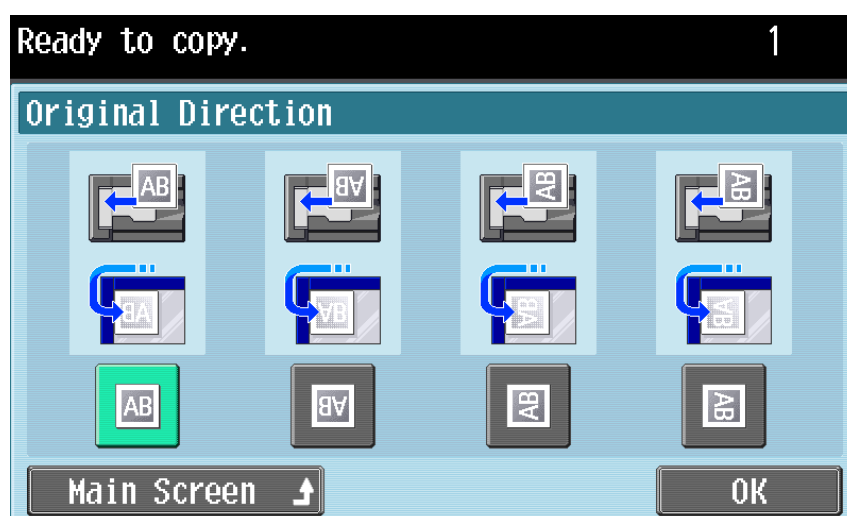 Ready to copy. 1
Original Direction
AB AB AB AB
AB AB AB AB
AB AB AB AB
Main Screen OK